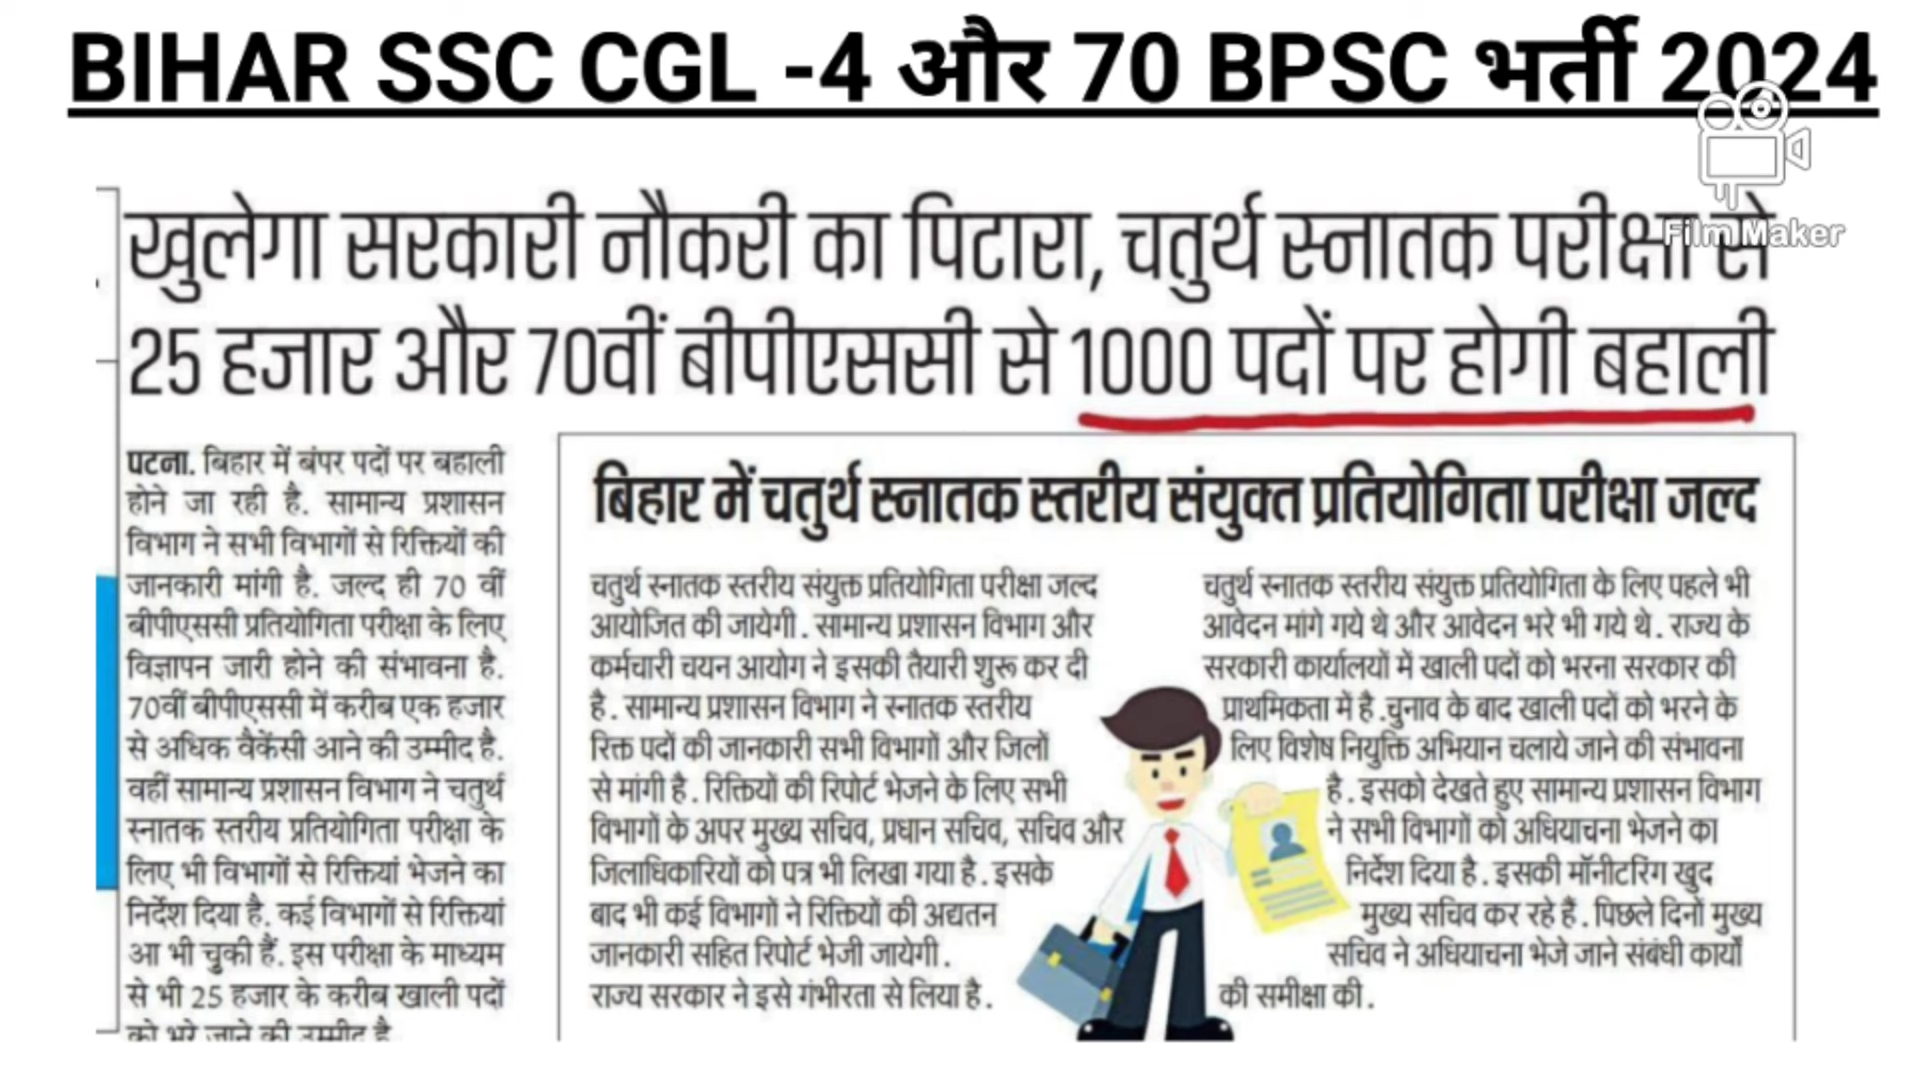 BIHAR SSC CGL -4 और 70 BPSC भर्ती 2024
Film Maker
खुलेगा सरकारी नौकरी का पिटारा, चतुर्थ स्नातक परीक्षा से
25 हजार और 70वीं बीपीएससी से 1000 पदों पर होगी बहाली
पटना. बिहार में बंपर पदों पर बहाली
होने जा रही है. सामान्य प्रशासन
विभाग ने सभी विभागों से रिक्तियों की
जानकारी मांगी है. जल्द ही 70 वीं
बीपीएससी प्रतियोगिता परीक्षा के लिए
विज्ञापन जारी होने की संभावना है.
70वीं बीपीएससी में करीब एक हजार
से अधिक वैकेंसी आने की उम्मीद है.
वहीं सामान्य प्रशासन विभाग ने चतुर्थ
स्नातक स्तरीय प्रतियोगिता परीक्षा के
लिए भी विभागों से रिक्तियां भेजने का
निर्देश दिया है. कई विभागों से रिक्तियां
आ भी चुकी हैं. इस परीक्षा के माध्यम
से भी 25 हजार के करीब खाली पदों
को भरे जाने की उम्मीद है
बिहार में चतुर्थ स्नातक स्तरीय संयुक्त प्रतियोगिता परीक्षा जल्द
चतुर्थ स्नातक स्तरीय संयुक्त प्रतियोगिता परीक्षा जल्द
आयोजित की जायेगी. सामान्य प्रशासन विभाग और
कर्मचारी चयन आयोग ने इसकी तैयारी शुरू कर दी
है. सामान्य प्रशासन विभाग ने स्नातक स्तरीय
रिक्त पदों की जानकारी सभी विभागों और जिलों
से मांगी है. रिक्तियों की रिपोर्ट भेजने के लिए सभी
विभागों के अपर मुख्य सचिव, प्रधान सचिव, सचिव और
जिलाधिकारियों को पत्र भी लिखा गया है. इसके
बाद भी कई विभागों ने रिक्तियों की अद्यतन
जानकारी सहित रिपोर्ट भेजी जायेगी.
राज्य सरकार ने इसे गंभीरता से लिया है.
चतुर्थ स्नातक स्तरीय संयुक्त प्रतियोगिता के लिए पहले भी
आवेदन मांगे गये थे और आवेदन भरे भी गये थे. राज्य के
सरकारी कार्यालयों में खाली पदों को भरना सरकार की
प्राथमिकता में है.चुनाव के बाद खाली पदों को भरने के
लिए विशेष नियुक्ति अभियान चलाये जाने की संभावना
है. इसको देखते हुए सामान्य प्रशासन विभाग
ने सभी विभागों को अधियाचना भेजने का
निर्देश दिया है. इसकी मॉनीटरिंग खुद
मुख्य सचिव कर रहे हैं. पिछले दिनों मुख्य
सचिव ने अधियाचना भेजे जाने संबंधी कार्यों
की समीक्षा की.